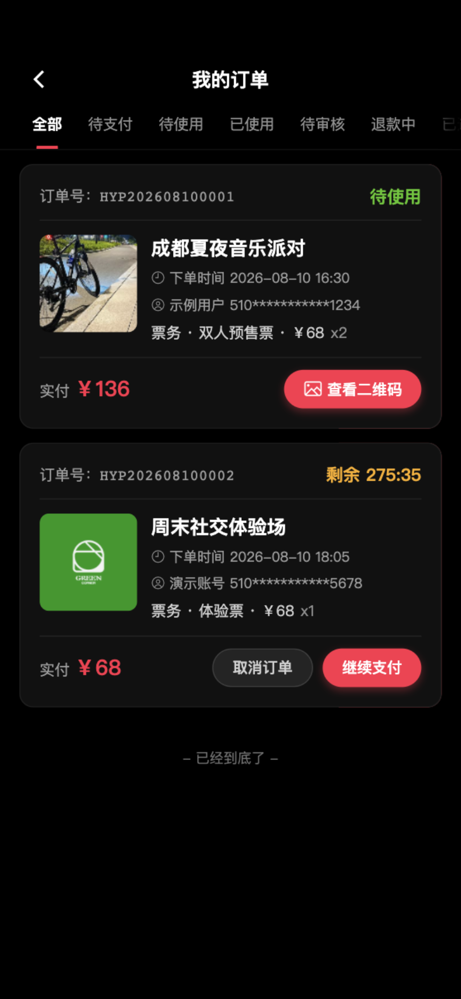 我的订单
全部 待支付 待使用 已使用 待审核 退款中 已
订单号：HYP202608100001 待使用
成都夏夜音乐派对
下单时间 2026-08-10 16:30
示例用户 510***********1234
票务 · 双人预售票 · ¥68 x2
实付 ¥136 查看二维码
订单号：HYP202608100002 剩余 275:35
GREEN
CORNER
周末社交体验场
下单时间 2026-08-10 18:05
演示账号 510***********5678
票务 · 体验票 · ¥68 x1
实付 ¥68 取消订单 继续支付
– 已经到底了 –